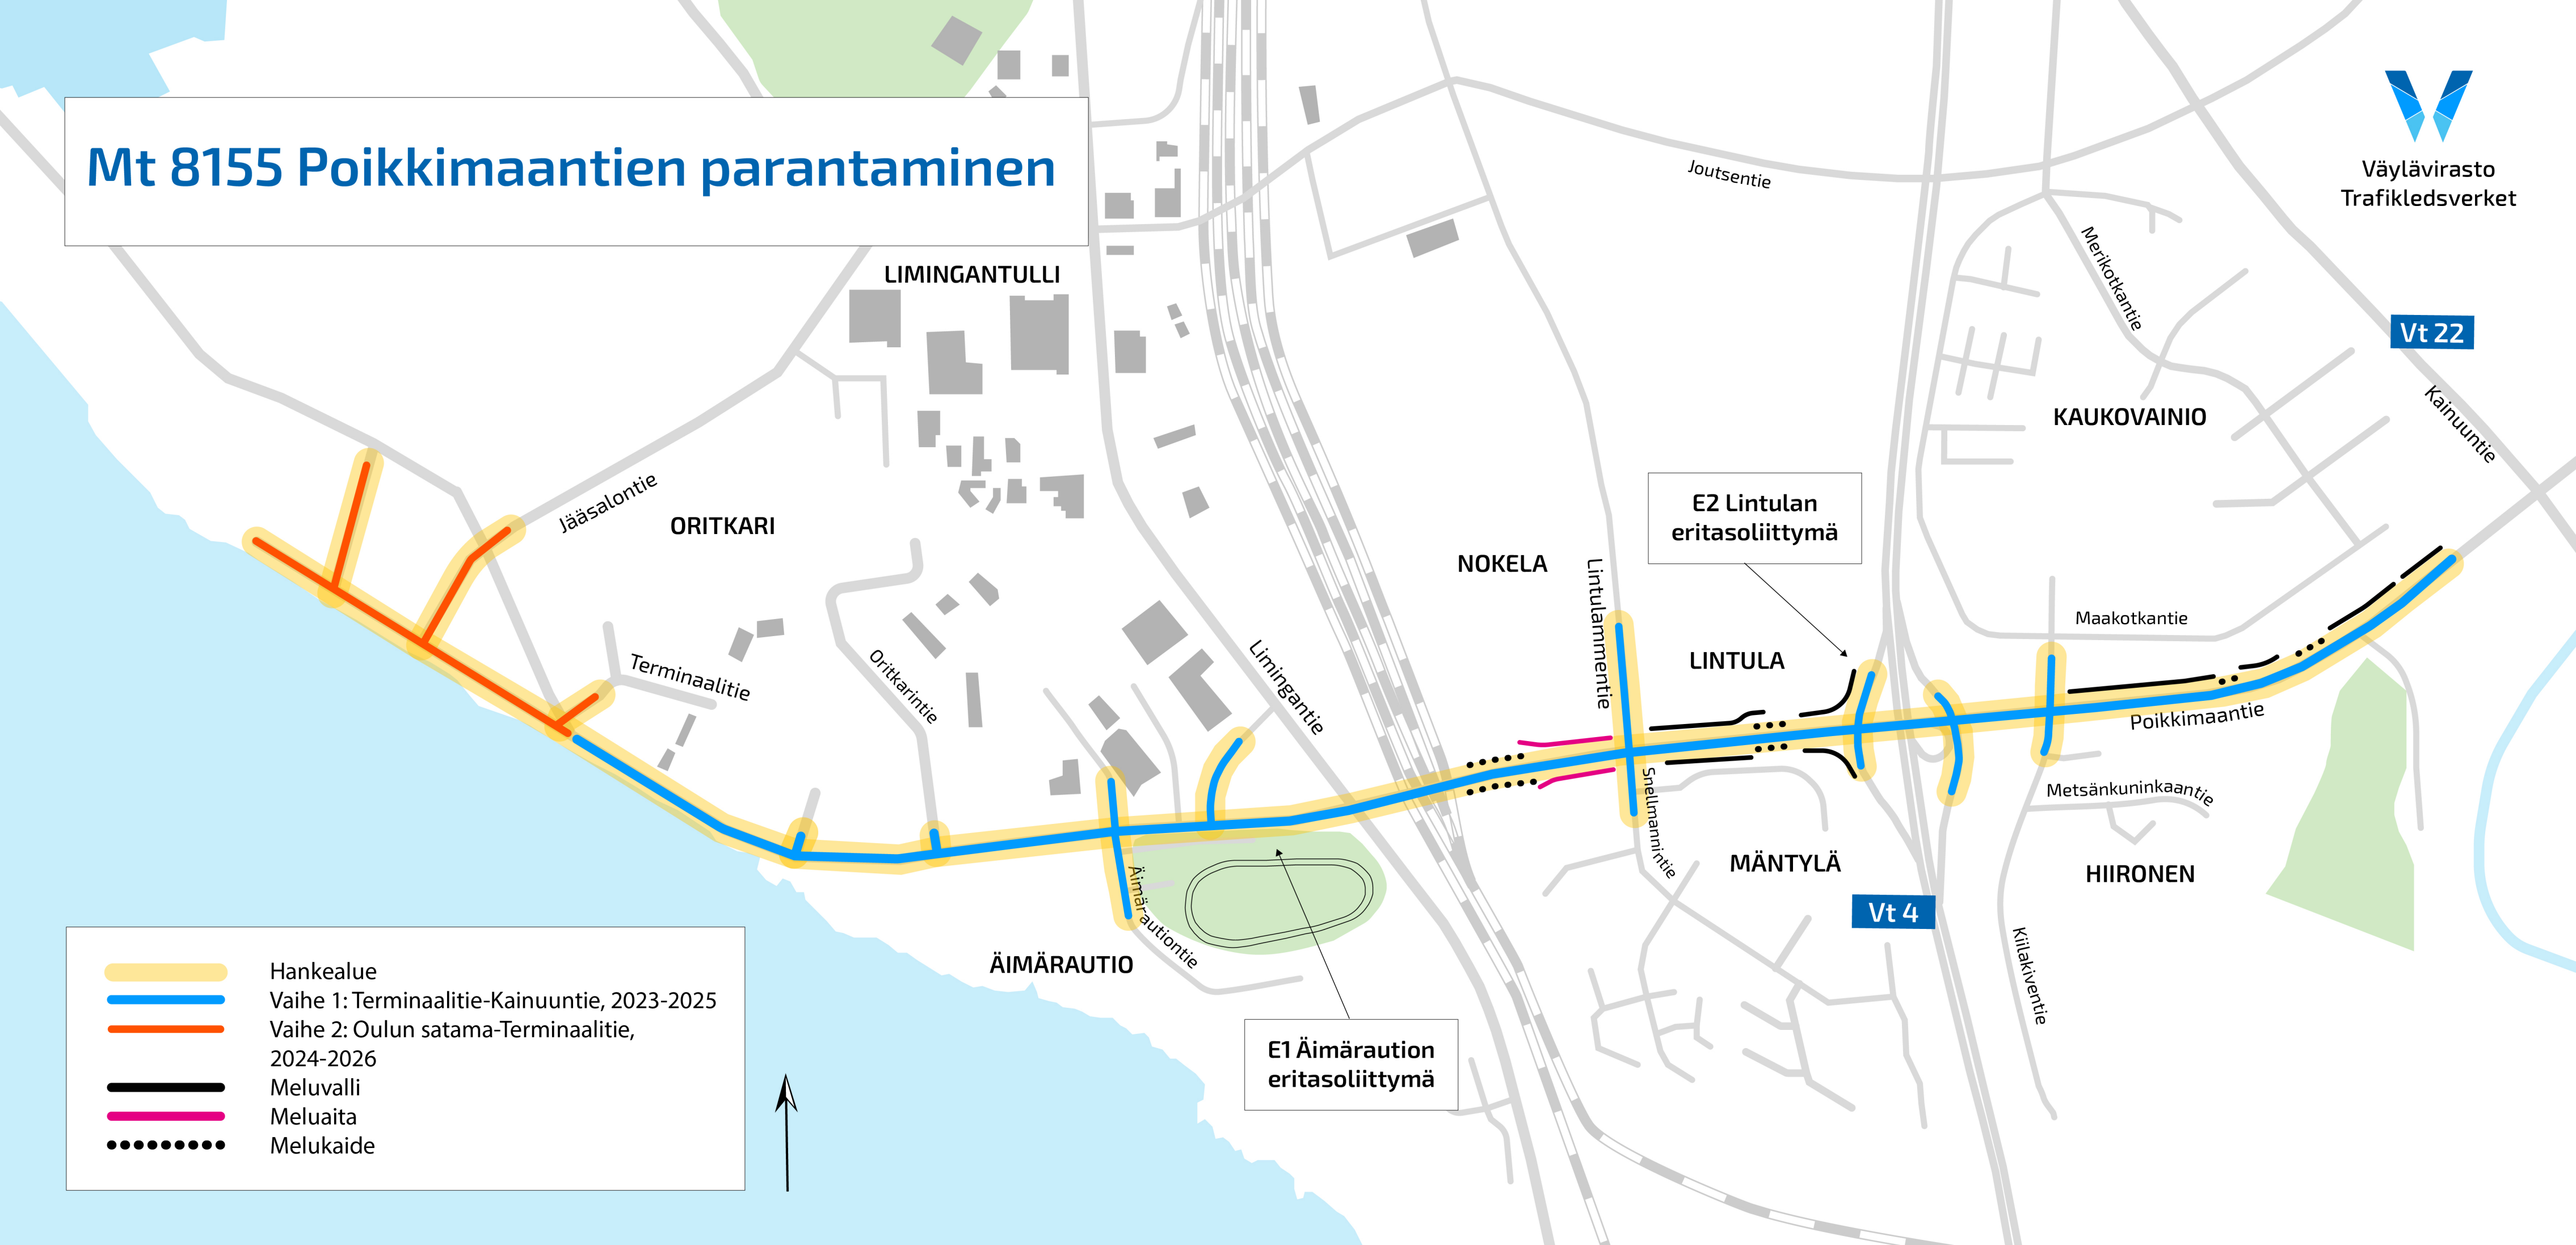 Mt 8155 Poikkimaantien parantaminen
Väylävirasto
Trafikledsverket
Joutsentie
Merikotkantie
LIMINGANTULLI
Vt 22
Kainuuntie
KAUKOVAINIO
Jääsalontie
ORITKARI
E2 Lintulan
eritasoliittymä
NOKELA
Lintulammentie
Maakotkantie
LINTULA
Limingantie
Terminaalitie
Oritkarintie
Poikkimaantie
Snellmannintie
Metsänkuninkaantie
MÄNTYLÄ
HIIRONEN
Vt 4
Äimärautiontie
ÄIMÄRAUTIO
Kiilakiventie
E1 Äimäraution
eritasoliittymä
Hankealue
Vaihe 1: Terminaalitie-Kainuuntie, 2023-2025
Vaihe 2: Oulun satama-Terminaalitie,
2024-2026
Meluvalli
Meluaita
Melukaide